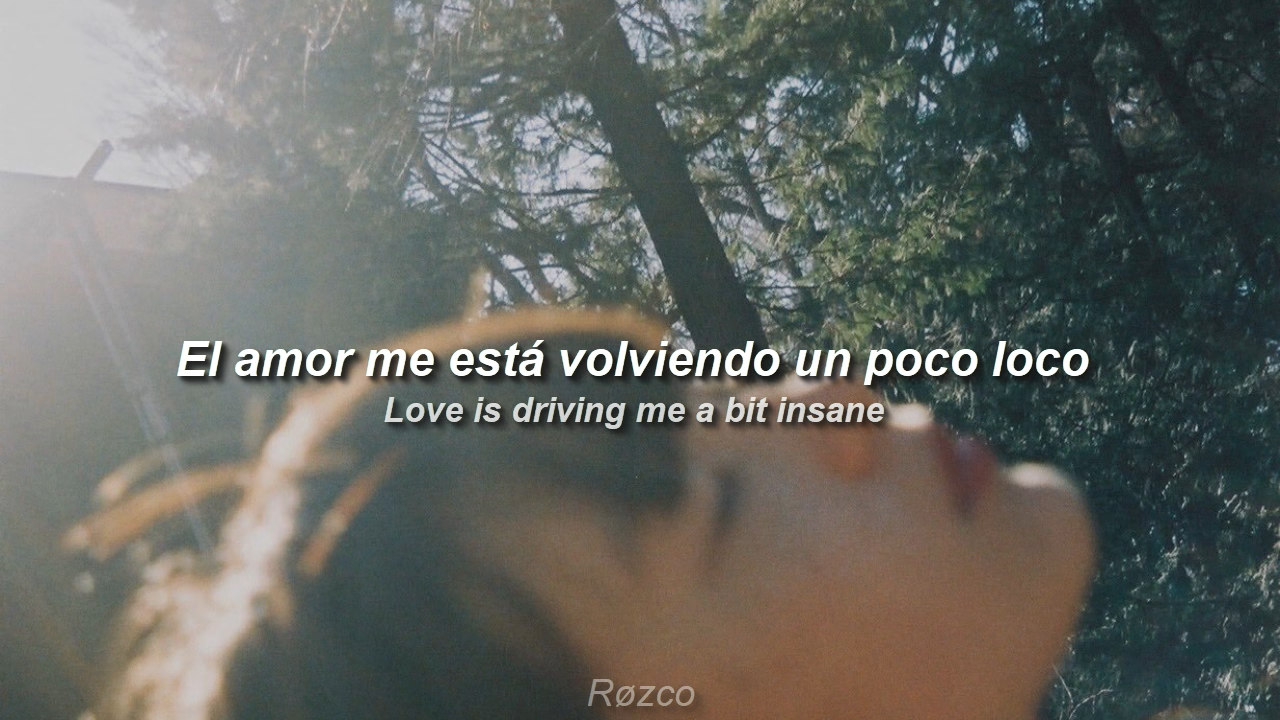 El amor me está volviendo un poco loco
Love is driving me a bit insane
Røzco